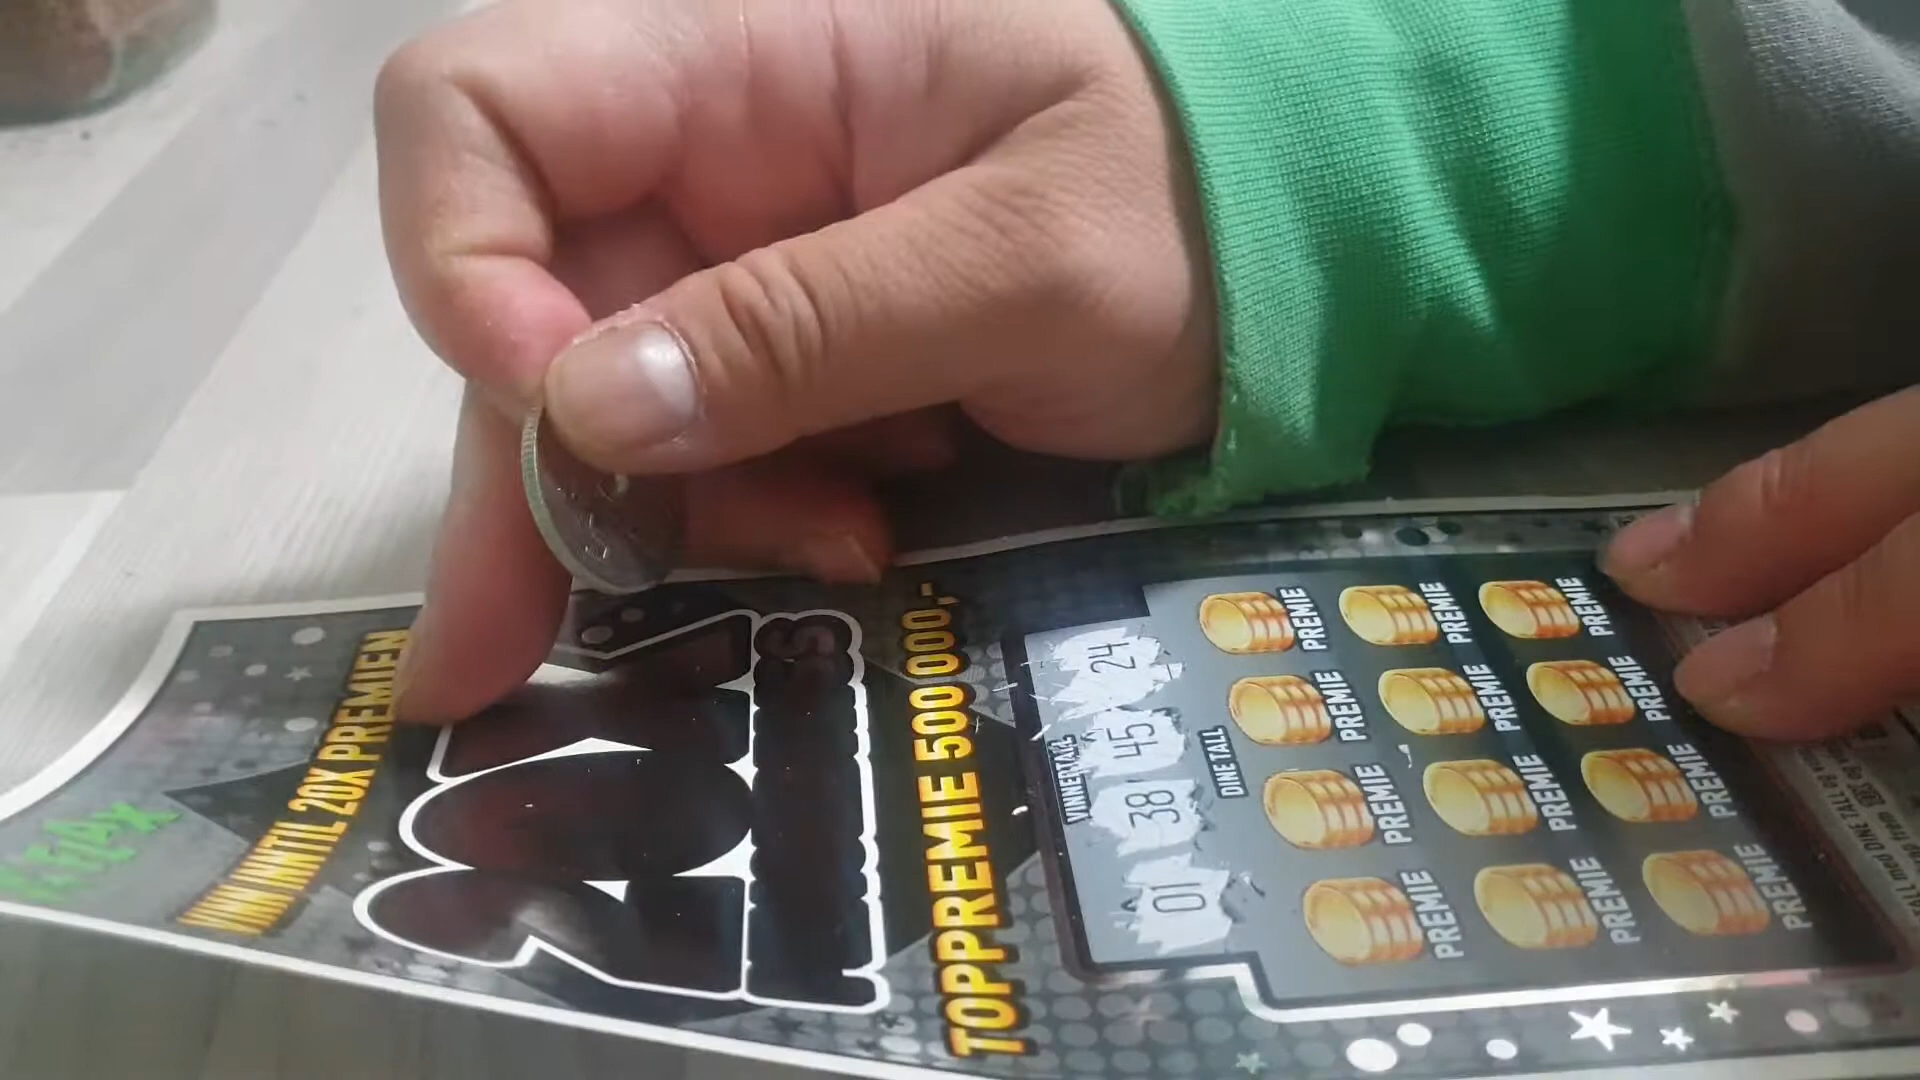 VINN INNTIL 20X PREMIEN
TOPPREMIE 500 000,-
VINNERTALL
01 38 45 24
DINE TALL
PREMIE PREMIE PREMIE PREMIE
PREMIE PREMIE PREMIE PREMIE
PREMIE PREMIE PREMIE PREMIE